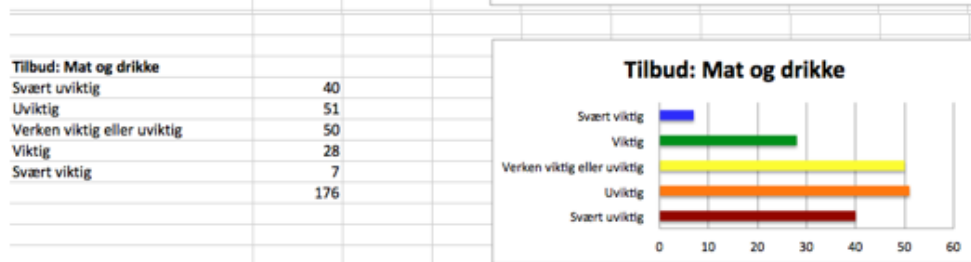 Tilbud: Mat og drikke
Svært uviktig 40
Uviktig 51
Verken viktig eller uviktig 50
Viktig 28
Svært viktig 7
176
Tilbud: Mat og drikke
Svært viktig
Viktig
Verken viktig eller uviktig
Uviktig
Svært uviktig
0 10 20 30 40 50 60